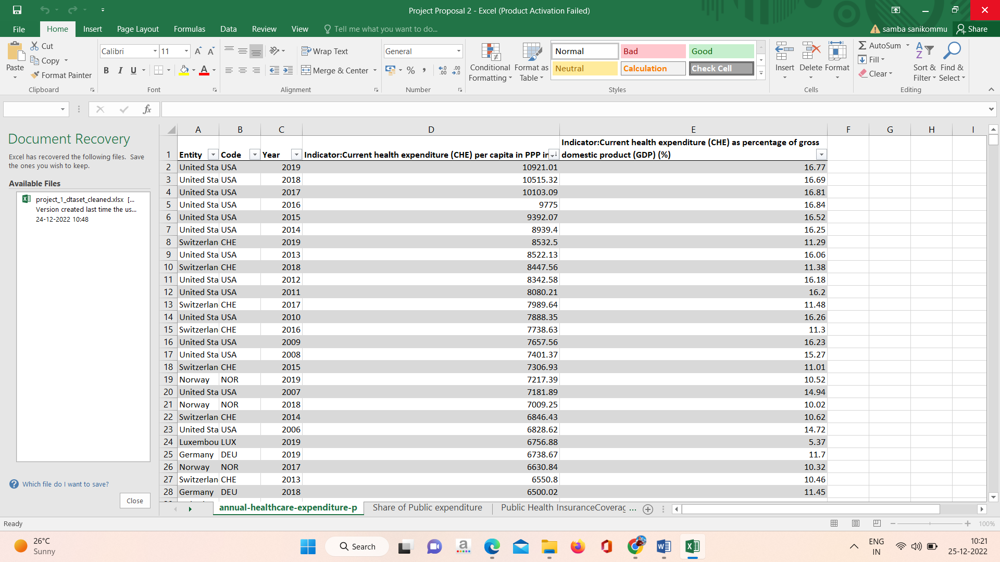 Project Proposal 2 - Excel (Product Activation Failed)
File Home Insert Page Layout Formulas Data Review View Tell me what you want to do... samba sanikommu Share
Paste
Cut
Copy
Format Painter
Clipboard
Calibri 11
B I U
Font
Wrap Text
Merge & Center
Alignment
General
Number
Conditional Formatting
Format as Table
Normal Bad Good
Neutral Calculation Check Cell
Styles
Insert Delete Format
Cells
AutoSum
Fill
Clear
Sort & Filter
Find & Select
Editing
fx
Document Recovery
Excel has recovered the following files. Save
the ones you wish to keep.
Available Files
project_1_dtaset_cleaned.xlsx [...
Version created last time the us...
24-12-2022 10:48
Which file do I want to save?
Close
A B C D E F G H I
1 Entity Code Year Indicator:Current health expenditure (CHE) per capita in PPP in Indicator:Current health expenditure (CHE) as percentage of gross domestic product (GDP) (%)
2 United Sta USA 2019 10921.01 16.77
3 United Sta USA 2018 10515.32 16.69
4 United Sta USA 2017 10103.09 16.81
5 United Sta USA 2016 9775 16.84
6 United Sta USA 2015 9392.07 16.52
7 United Sta USA 2014 8939.4 16.25
8 Switzerlan CHE 2019 8532.5 11.29
9 United Sta USA 2013 8522.13 16.06
10 Switzerlan CHE 2018 8447.56 11.38
11 United Sta USA 2012 8342.58 16.18
12 United Sta USA 2011 8080.21 16.2
13 Switzerlan CHE 2017 7989.64 11.48
14 United Sta USA 2010 7888.35 16.26
15 Switzerlan CHE 2016 7738.63 11.3
16 United Sta USA 2009 7657.56 16.23
17 United Sta USA 2008 7401.37 15.27
18 Switzerlan CHE 2015 7306.93 11.01
19 Norway NOR 2019 7217.39 10.52
20 United Sta USA 2007 7181.89 14.94
21 Norway NOR 2018 7009.25 10.02
22 Switzerlan CHE 2014 6846.43 10.62
23 United Sta USA 2006 6828.62 14.72
24 Luxembou LUX 2019 6756.88 5.37
25 Germany DEU 2019 6738.67 11.7
26 Norway NOR 2017 6630.84 10.32
27 Switzerlan CHE 2013 6550.8 10.46
28 Germany DEU 2018 6500.02 11.45
annual-healthcare-expenditure-p Share of Public expenditure Public Health InsuranceCoverag ...
Ready 100%
26°C
Sunny
Search
ENG
IN
10:21
25-12-2022